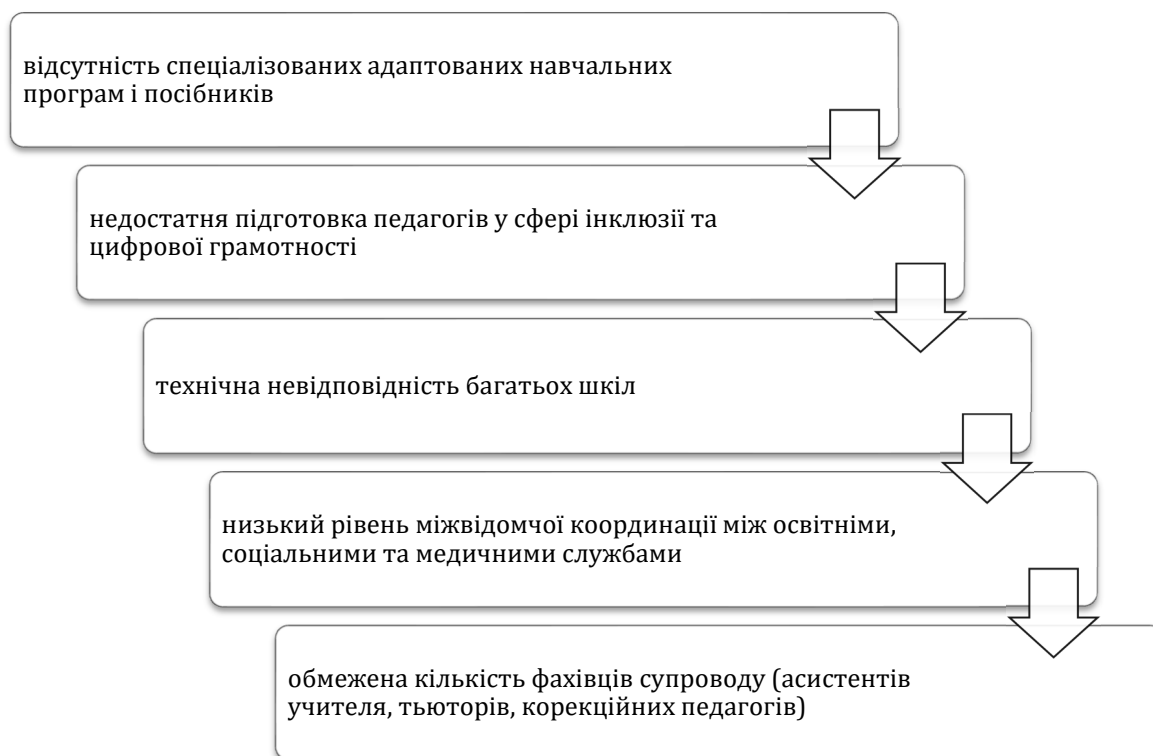 відсутність спеціалізованих адаптованих навчальних
програм і посібників
недостатня підготовка педагогів у сфері інклюзії та
цифрової грамотності
технічна невідповідність багатьох шкіл
низький рівень міжвідомчої координації між освітніми,
соціальними та медичними службами
обмежена кількість фахівців супроводу (асистентів
учителя, тьюторів, корекційних педагогів)